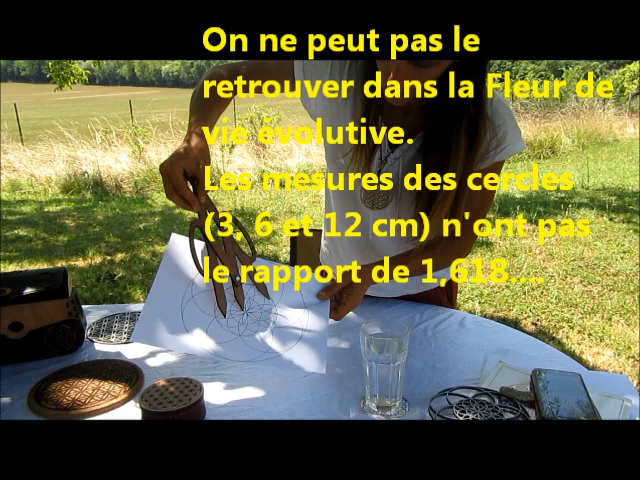 On ne peut pas le
retrouver dans la Fleur de
vie évolutive.
Les mesures des cercles
(3, 6 et 12 cm) n'ont pas
le rapport de 1,618....